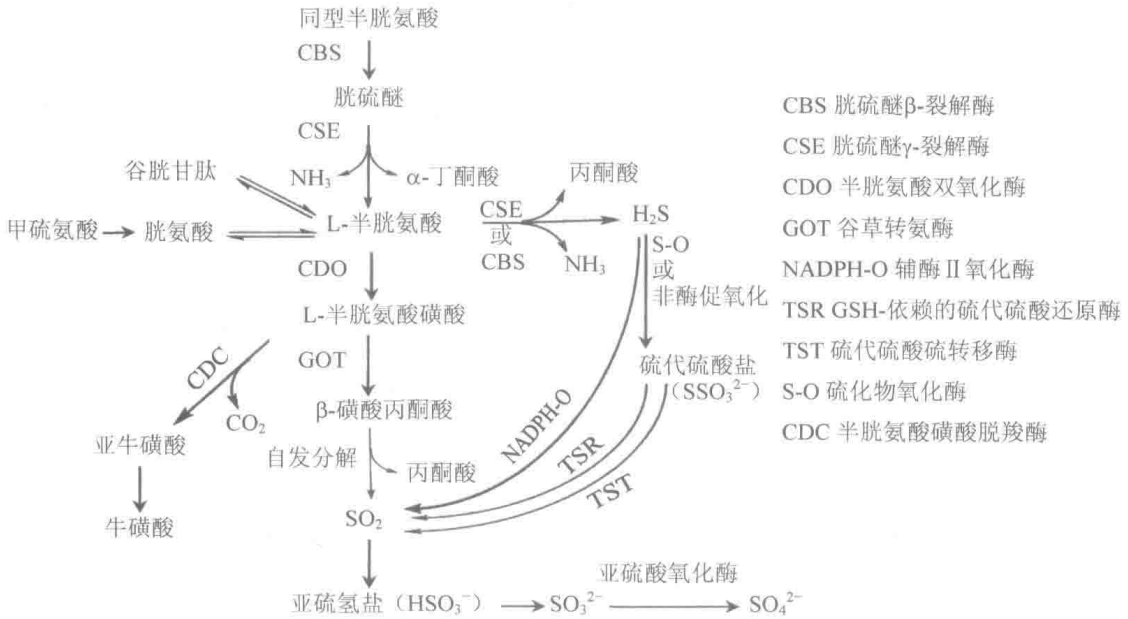 同型半胱氨酸
CBS
胱硫醚
CSE
NH₃
α-丁酮酸
谷胱甘肽
甲硫氨酸
胱氨酸
L-半胱氨酸
CSE
或
CBS
丙酮酸
NH₃
H₂S
S-O
或
非酶促氧化
CDO
L-半胱氨酸磺酸
CDC
CO₂
亚牛磺酸
牛磺酸
GOT
β-磺酸丙酮酸
自发分解
丙酮酸
NADPH-O
TSR
TST
硫代硫酸盐
(SSO₃²⁻)
SO₂
亚硫氢盐(HSO₃⁻)
SO₃²⁻
亚硫酸氧化酶
SO₄²⁻
CBS 胱硫醚β-裂解酶
CSE 胱硫醚γ-裂解酶
CDO 半胱氨酸双氧化酶
GOT 谷草转氨酶
NADPH-O 辅酶Ⅱ氧化酶
TSR GSH-依赖的硫代硫酸还原酶
TST 硫代硫酸硫转移酶
S-O 硫化物氧化酶
CDC 半胱氨酸磺酸脱羧酶